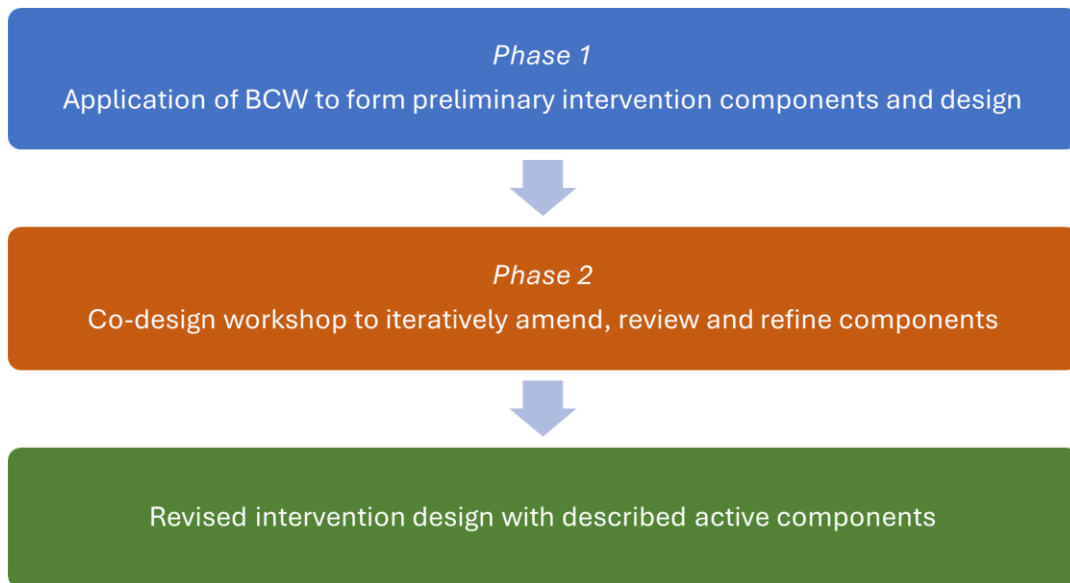 Phase 1
Application of BCW to form preliminary intervention components and design
Phase 2
Co-design workshop to iteratively amend, review and refine components
Revised intervention design with described active components